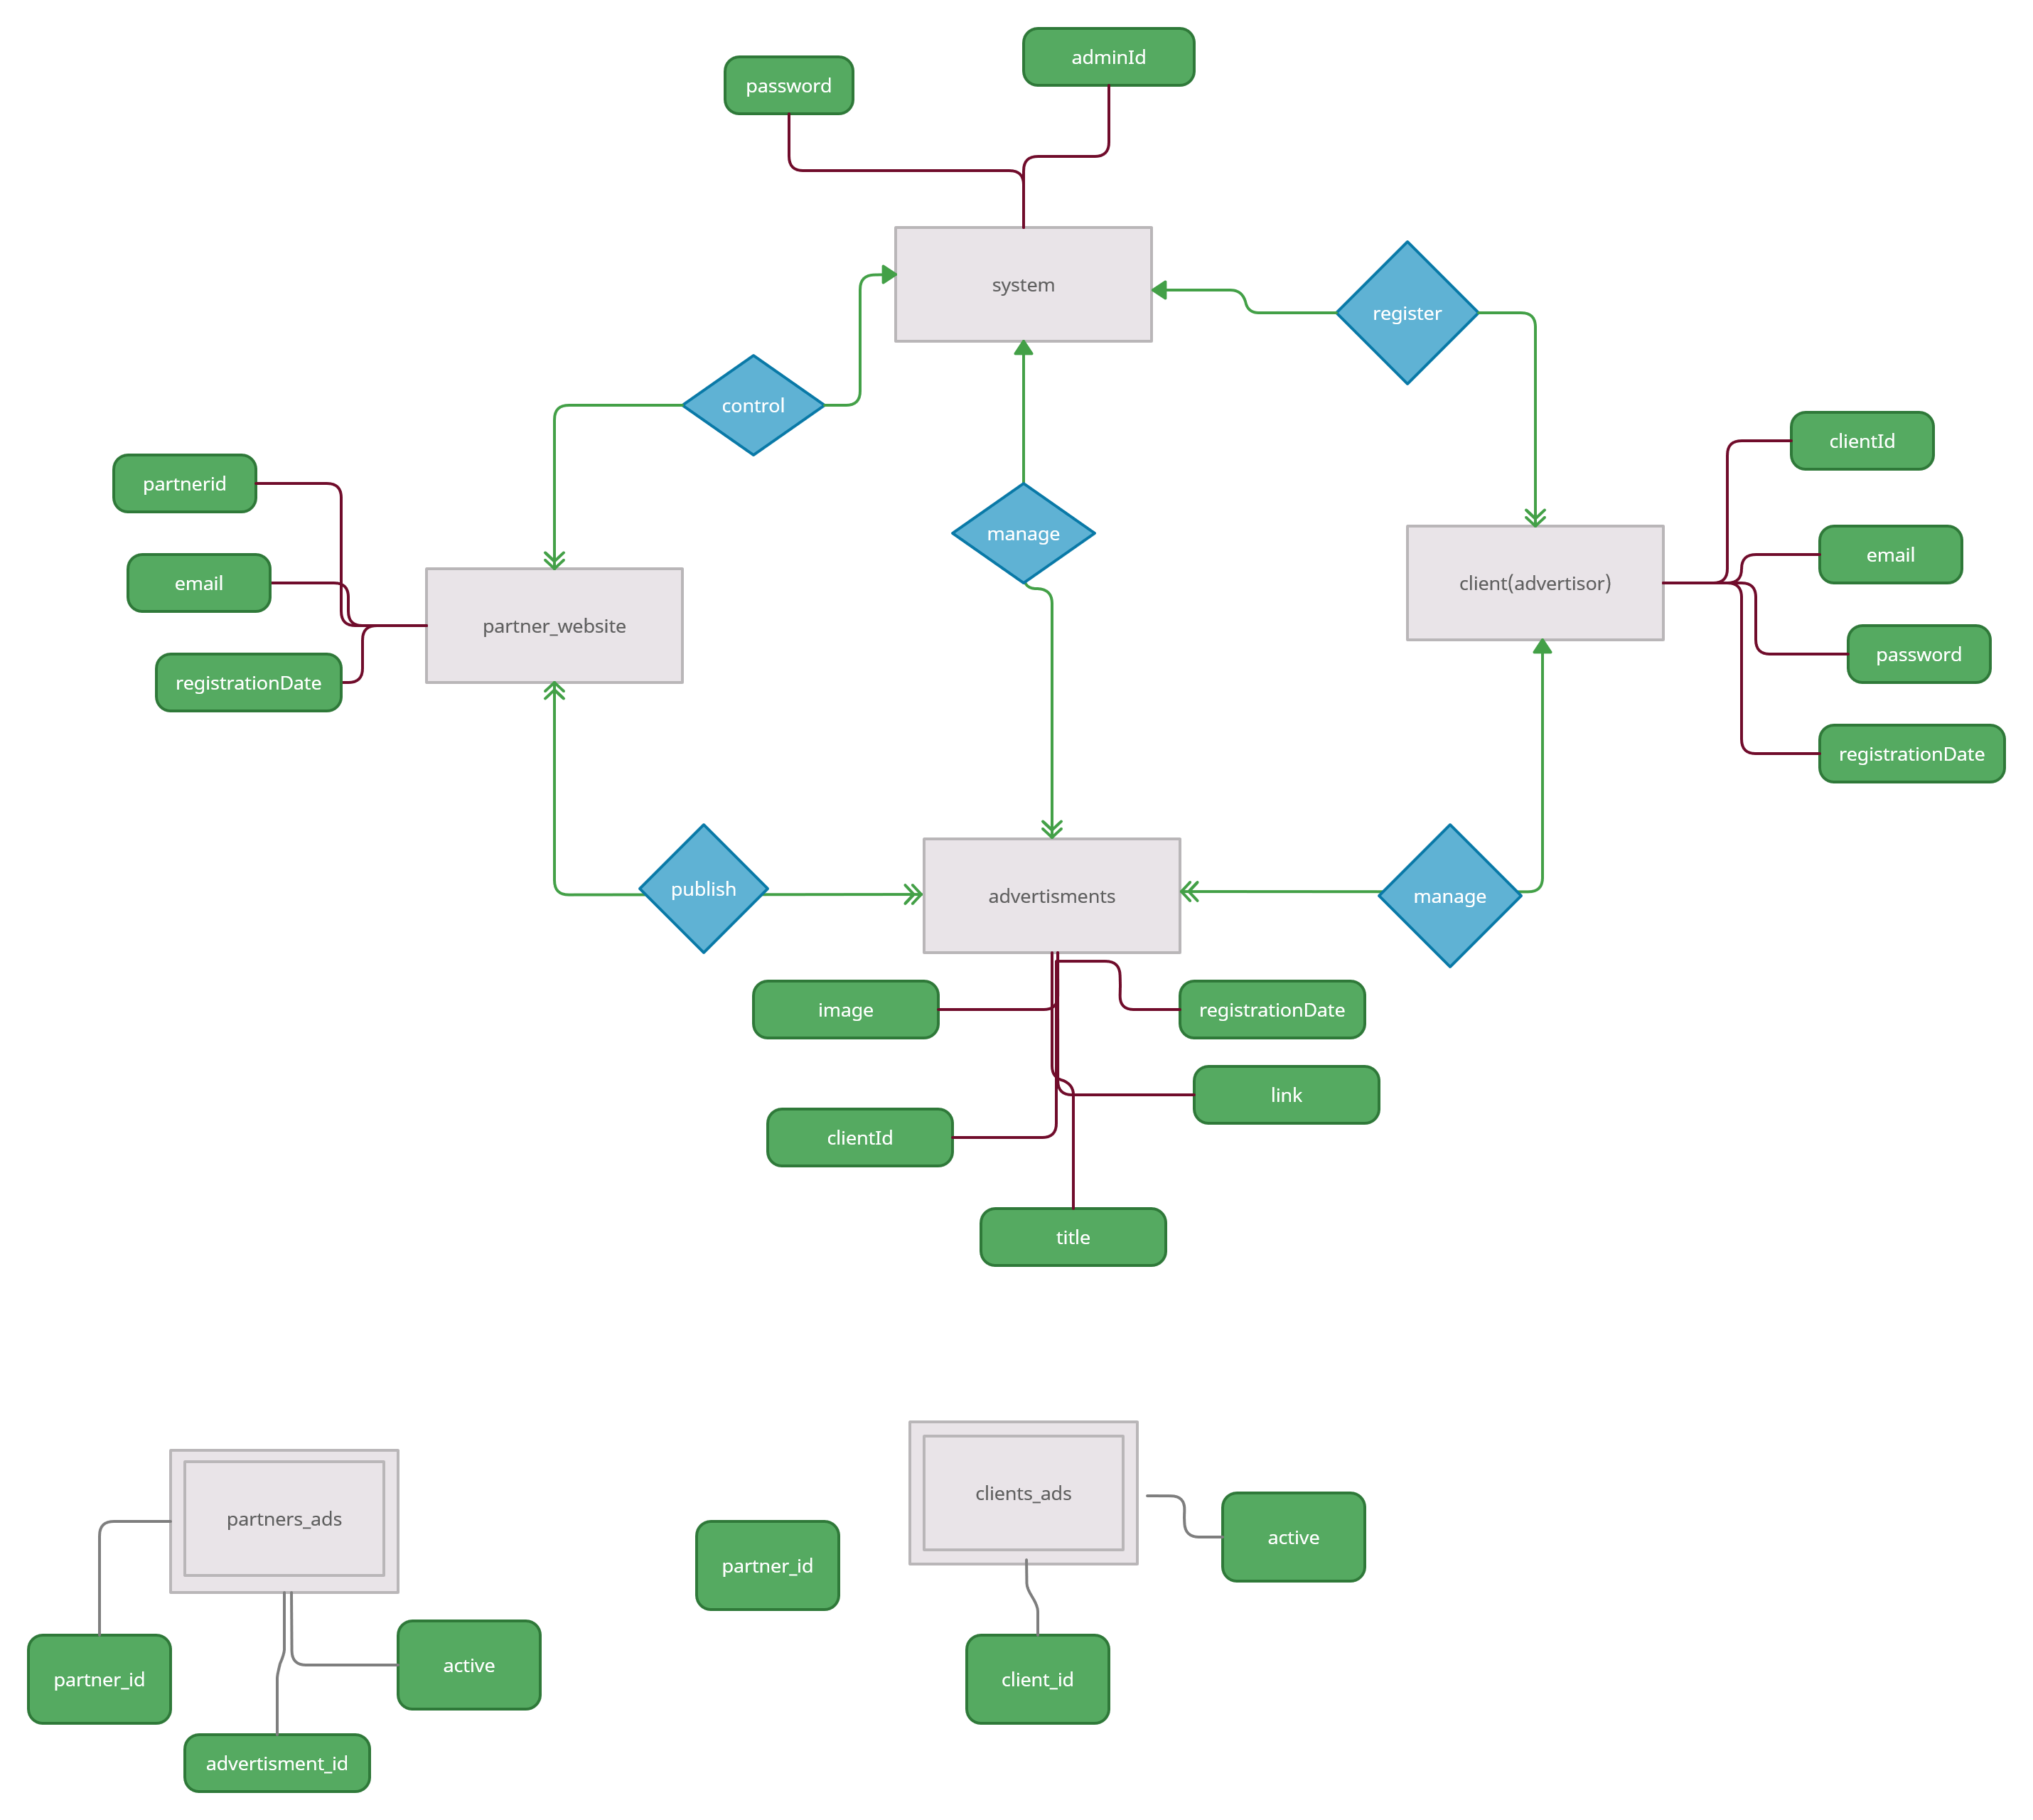 adminId
password
system
register
control
clientId
partnerid
manage
email
email
client(advertisor)
partner_website
password
registrationDate
registrationDate
publish
advertisments
manage
image
registrationDate
link
clientId
title
clients_ads
partners_ads
active
partner_id
active
partner_id
client_id
advertisment_id